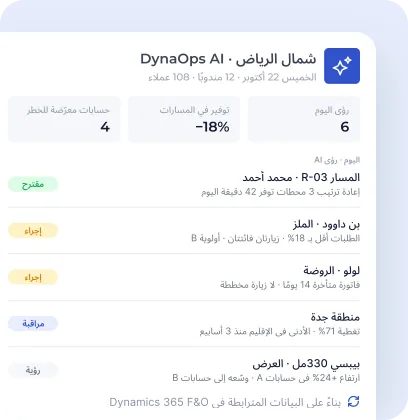 شمال الرياض · DynaOps AI
الخميس 22 أكتوبر · 12 مندوبًا · 108 عملاء
رؤى اليوم
6
توفير في المسارات
−18%
حسابات معرّضة للخطر
4
اليوم · رؤى AI
المسار R-03 · محمد أحمد
إعادة ترتيب 3 محطات توفر 42 دقيقة اليوم
مقترح
بن داوود · الملز
الطلبات أقل بـ 18% · زيارتان فائتتان · أولوية B
إجراء
لولو · الروضة
فاتورة متأخرة 14 يومًا · لا زيارة مخططة
إجراء
منطقة جدة
تغطية 71% · الأدنى في الإقليم منذ 3 أسابيع
مراقبة
بيبسي 330مل · العرض
ارتفاع +24% في حسابات A · وسّعه إلى حسابات B
رؤية
بناءً على البيانات المترابطة في Dynamics 365 F&O